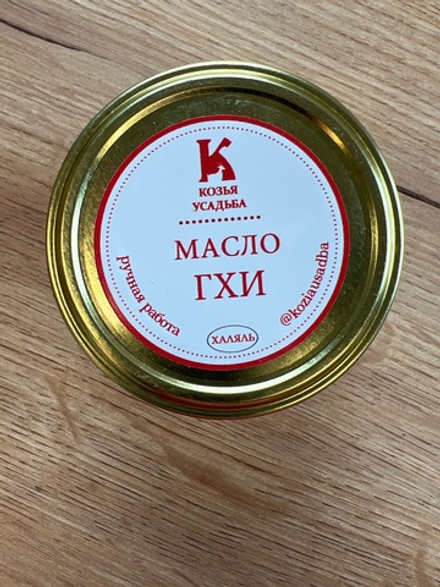 К
КОЗЬЯ
УСАДЬБА
МАСЛО
ГХИ
ручная работа
ХАЛЯЛЬ
@koziausadba